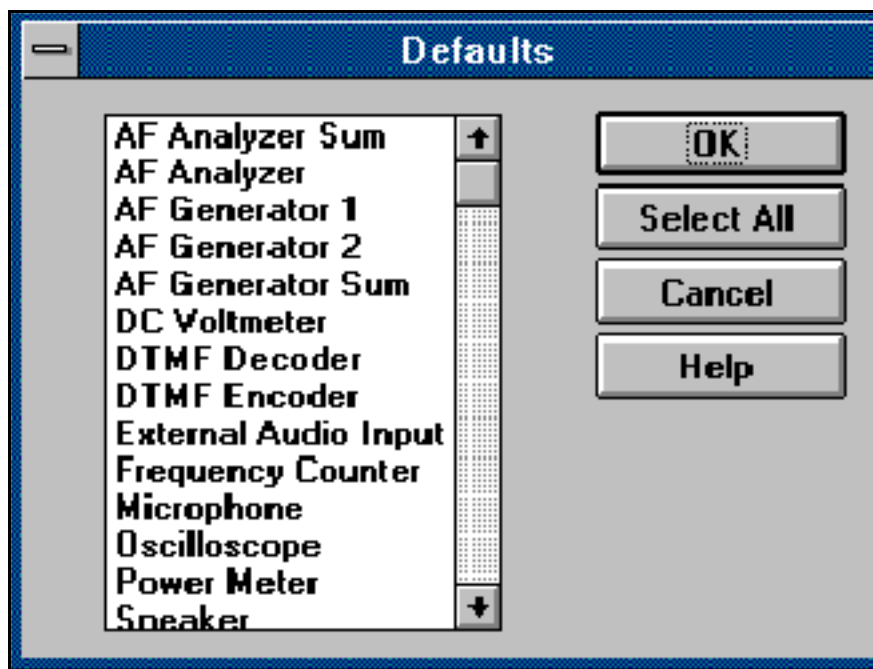 Defaults
AF Analyzer Sum
AF Analyzer
AF Generator 1
AF Generator 2
AF Generator Sum
DC Voltmeter
DTMF Decoder
DTMF Encoder
External Audio Input
Frequency Counter
Microphone
Oscilloscope
Power Meter
Speaker
OK
Select All
Cancel
Help